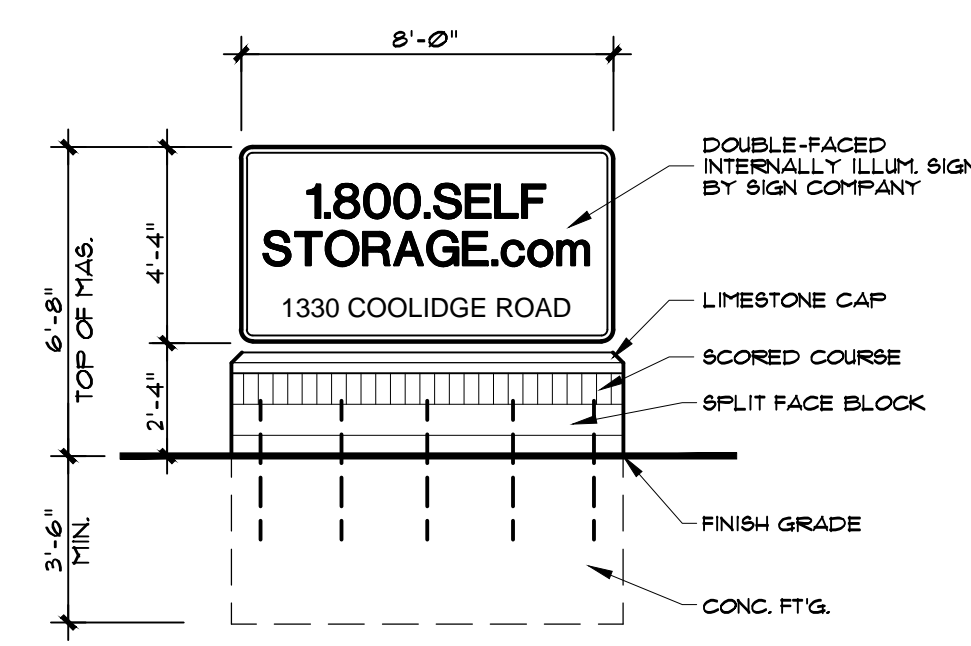 8'-0"
DOUBLE-FACED
INTERNALLY ILLUM. SIGN
BY SIGN COMPANY
1.800.SELF
STORAGE.com
1330 COOLIDGE ROAD
6'-8"
TOP OF MAS.
4'-4"
2'-4"
LIMESTONE CAP
SCORED COURSE
SPLIT FACE BLOCK
3'-6"
MIN.
FINISH GRADE
CONC. FT'G.